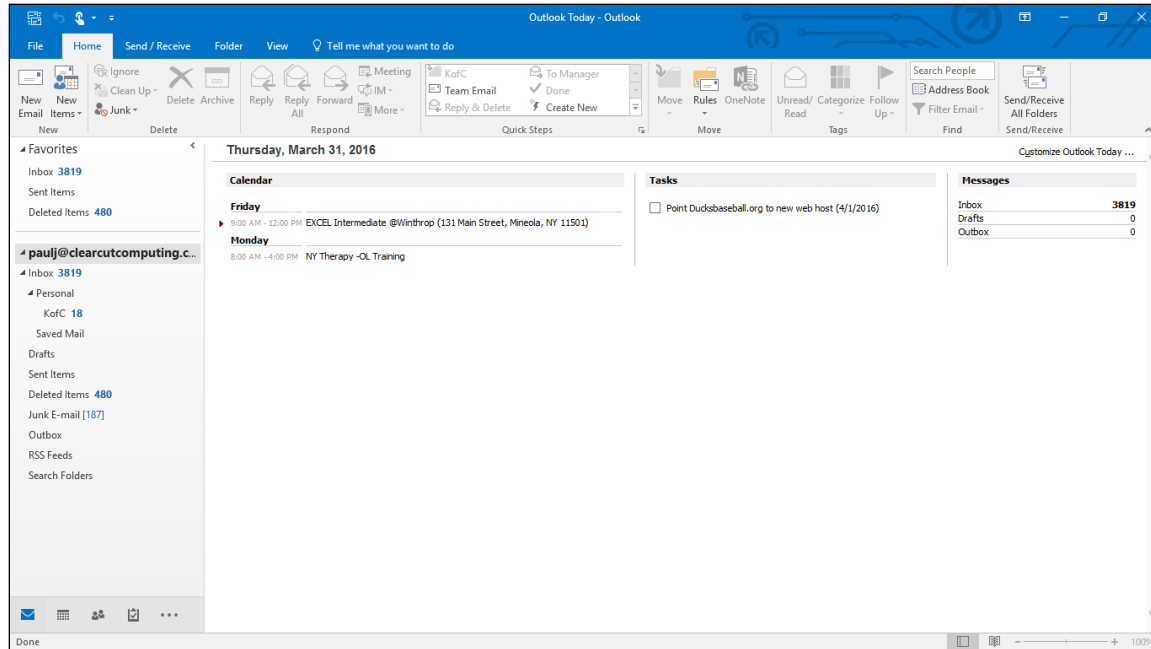 Outlook Today - Outlook
File Home Send / Receive Folder View Tell me what you want to do
New Email
New Items
New
Ignore
Clean Up
Junk
Delete
Archive
Delete
Reply
Reply All
Forward
Meeting
IM
More
Respond
KofC
Team Email
Reply & Delete
To Manager
Done
Create New
Quick Steps
Move
Rules
OneNote
Move
Unread/ Read
Categorize
Follow Up
Tags
Search People
Address Book
Filter Email
Find
Send/Receive All Folders
Send/Receive
Favorites
Inbox 3819
Sent Items
Deleted Items 480
paulj@clearcutcomputing.c...
Inbox 3819
Personal
KofC 18
Saved Mail
Drafts
Sent Items
Deleted Items 480
Junk E-mail [187]
Outbox
RSS Feeds
Search Folders
Thursday, March 31, 2016
Customize Outlook Today ...
Calendar
Friday
9:00 AM - 12:00 PM EXCEL Intermediate @Winthrop (131 Main Street, Mineola, NY 11501)
Monday
8:00 AM - 4:00 PM NY Therapy -OL Training
Tasks
Point Ducksbaseball.org to new web host (4/1/2016)
Messages
Inbox 3819
Drafts 0
Outbox 0
Done
100%